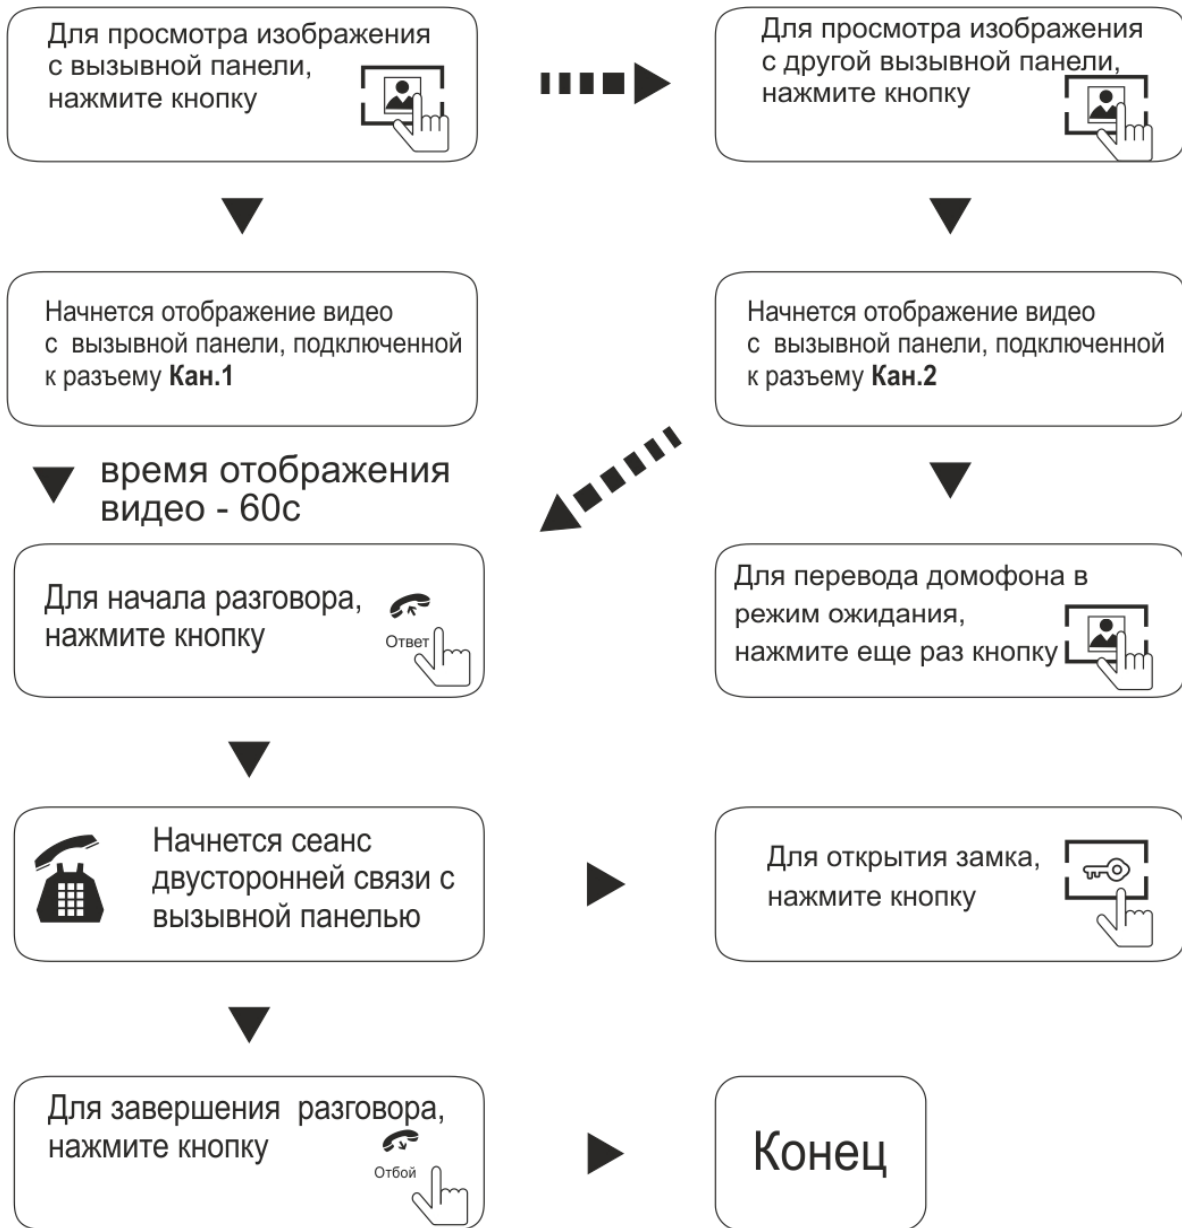 Для просмотра изображения
с вызывной панели,
нажмите кнопку
Для просмотра изображения
с другой вызывной панели,
нажмите кнопку
Начнется отображение видео
с вызывной панели, подключенной
к разъему Кан.1
Начнется отображение видео
с вызывной панели, подключенной
к разъему Кан.2
время отображения
видео - 60с
Для начала разговора,
нажмите кнопку
Ответ
Для перевода домофона в
режим ожидания,
нажмите еще раз кнопку
Начнется сеанс
двусторонней связи с
вызывной панелью
Для открытия замка,
нажмите кнопку
Для завершения разговора,
нажмите кнопку
Отбой
Конец